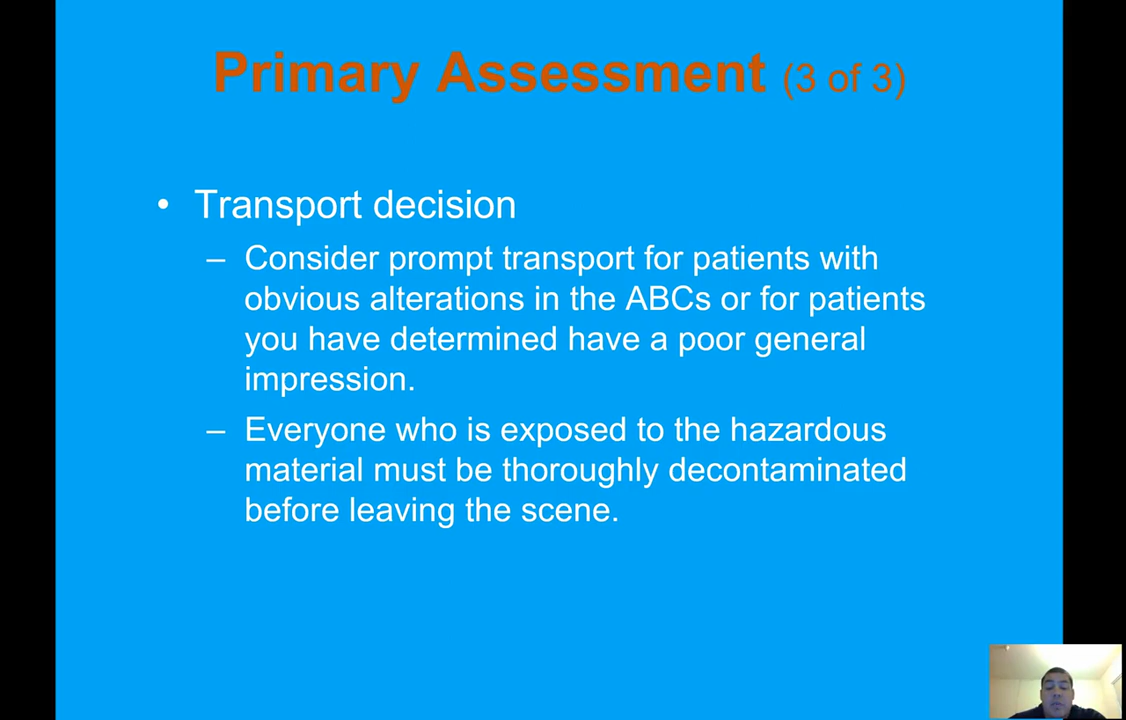 Primary Assessment (3 of 3)
• Transport decision
– Consider prompt transport for patients with
obvious alterations in the ABCs or for patients
you have determined have a poor general
impression.
– Everyone who is exposed to the hazardous
material must be thoroughly decontaminated
before leaving the scene.